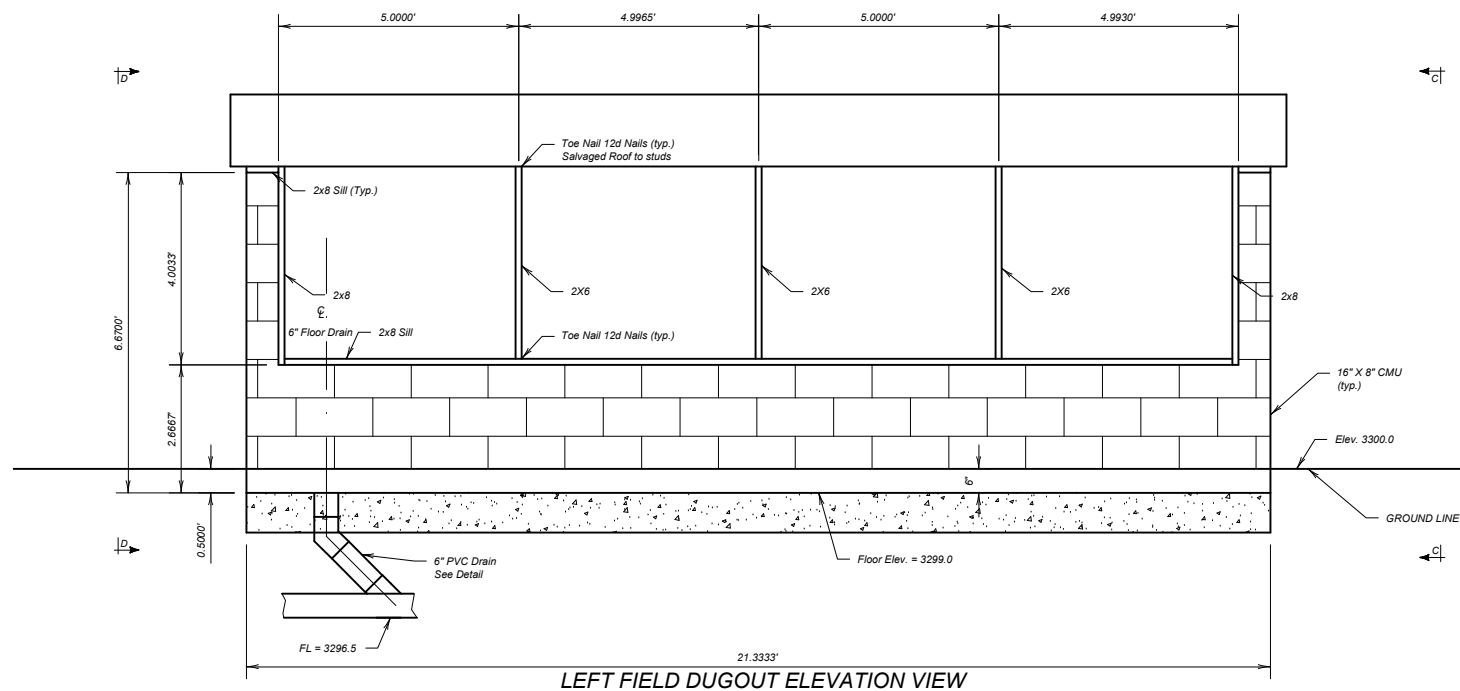 5.0000' 4.9965' 5.0000' 4.9930'
D C
Toe Nail 12d Nails (typ.)
Salvaged Roof to studs
2x8 Sill (Typ.)
4.0033'
6.6700'
2x8 2X6 2X6 2X6 2x8
℄
6" Floor Drain 2x8 Sill Toe Nail 12d Nails (typ.)
16" X 8" CMU
(typ.)
2.6667'
Elev. 3300.0
6"
GROUND LINE
0.5000'
D C
6" PVC Drain
See Detail
Floor Elev. = 3299.0
FL = 3296.5
21.3333'
LEFT FIELD DUGOUT ELEVATION VIEW